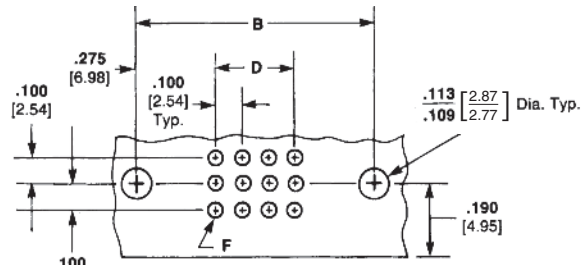 B
.275
[6.98]
.100
[2.54]
.100
[2.54]
Typ.
D
.113
.109
[2.87
2.77]
Dia. Typ.
.190
[4.95]
F
.100